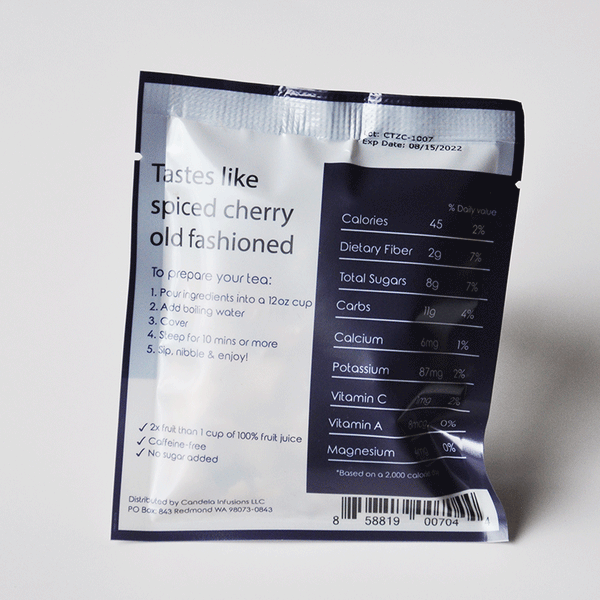 Lot: CTZC-1007
Exp Date: 08/15/2022
Tastes like
spiced cherry
old fashioned
To prepare your tea:
1. Pour ingredients into a 12oz cup
2. Add boiling water
3. Cover
4. Steep for 10 mins or more
5. Sip, nibble & enjoy!
✓ 2x fruit than 1 cup of 100% fruit juice
✓ Caffeine-free
✓ No sugar added
Distributed by Candela Infusions LLC
PO Box 843 Redmond WA 98073-0843
% Daily value
Calories 45 2%
Dietary Fiber 2g 7%
Total Sugars 8g 7%
Carbs 11g 4%
Calcium 6mg 1%
Potassium 87mg 2%
Vitamin C 2%
Vitamin A 0%
Magnesium 0%
*Based on a 2,000
8 58819 00704 1